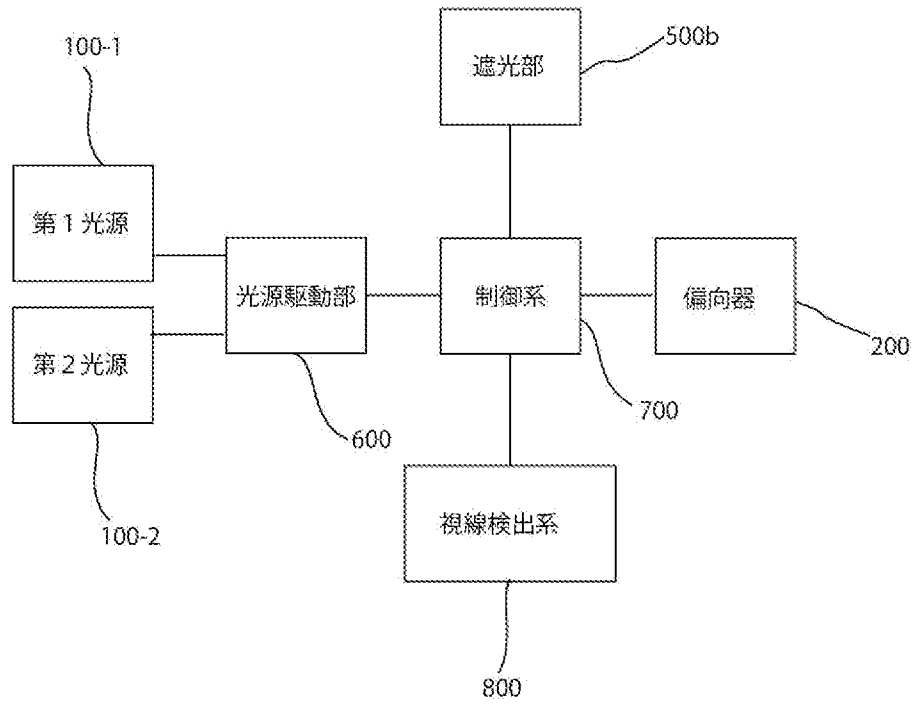 100-1
500b
遮光部
第1光源
光源駆動部
制御系
偏向器
200
第2光源
700
600
100-2
視線検出系
800